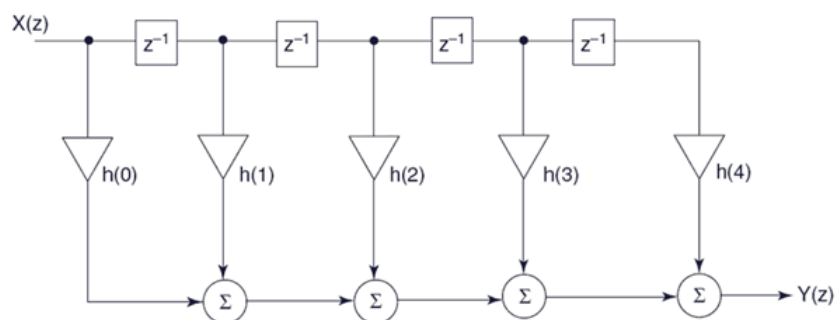 X(z)
z⁻¹ z⁻¹ z⁻¹ z⁻¹
h(0) h(1) h(2) h(3) h(4)
Σ Σ Σ Σ Y(z)